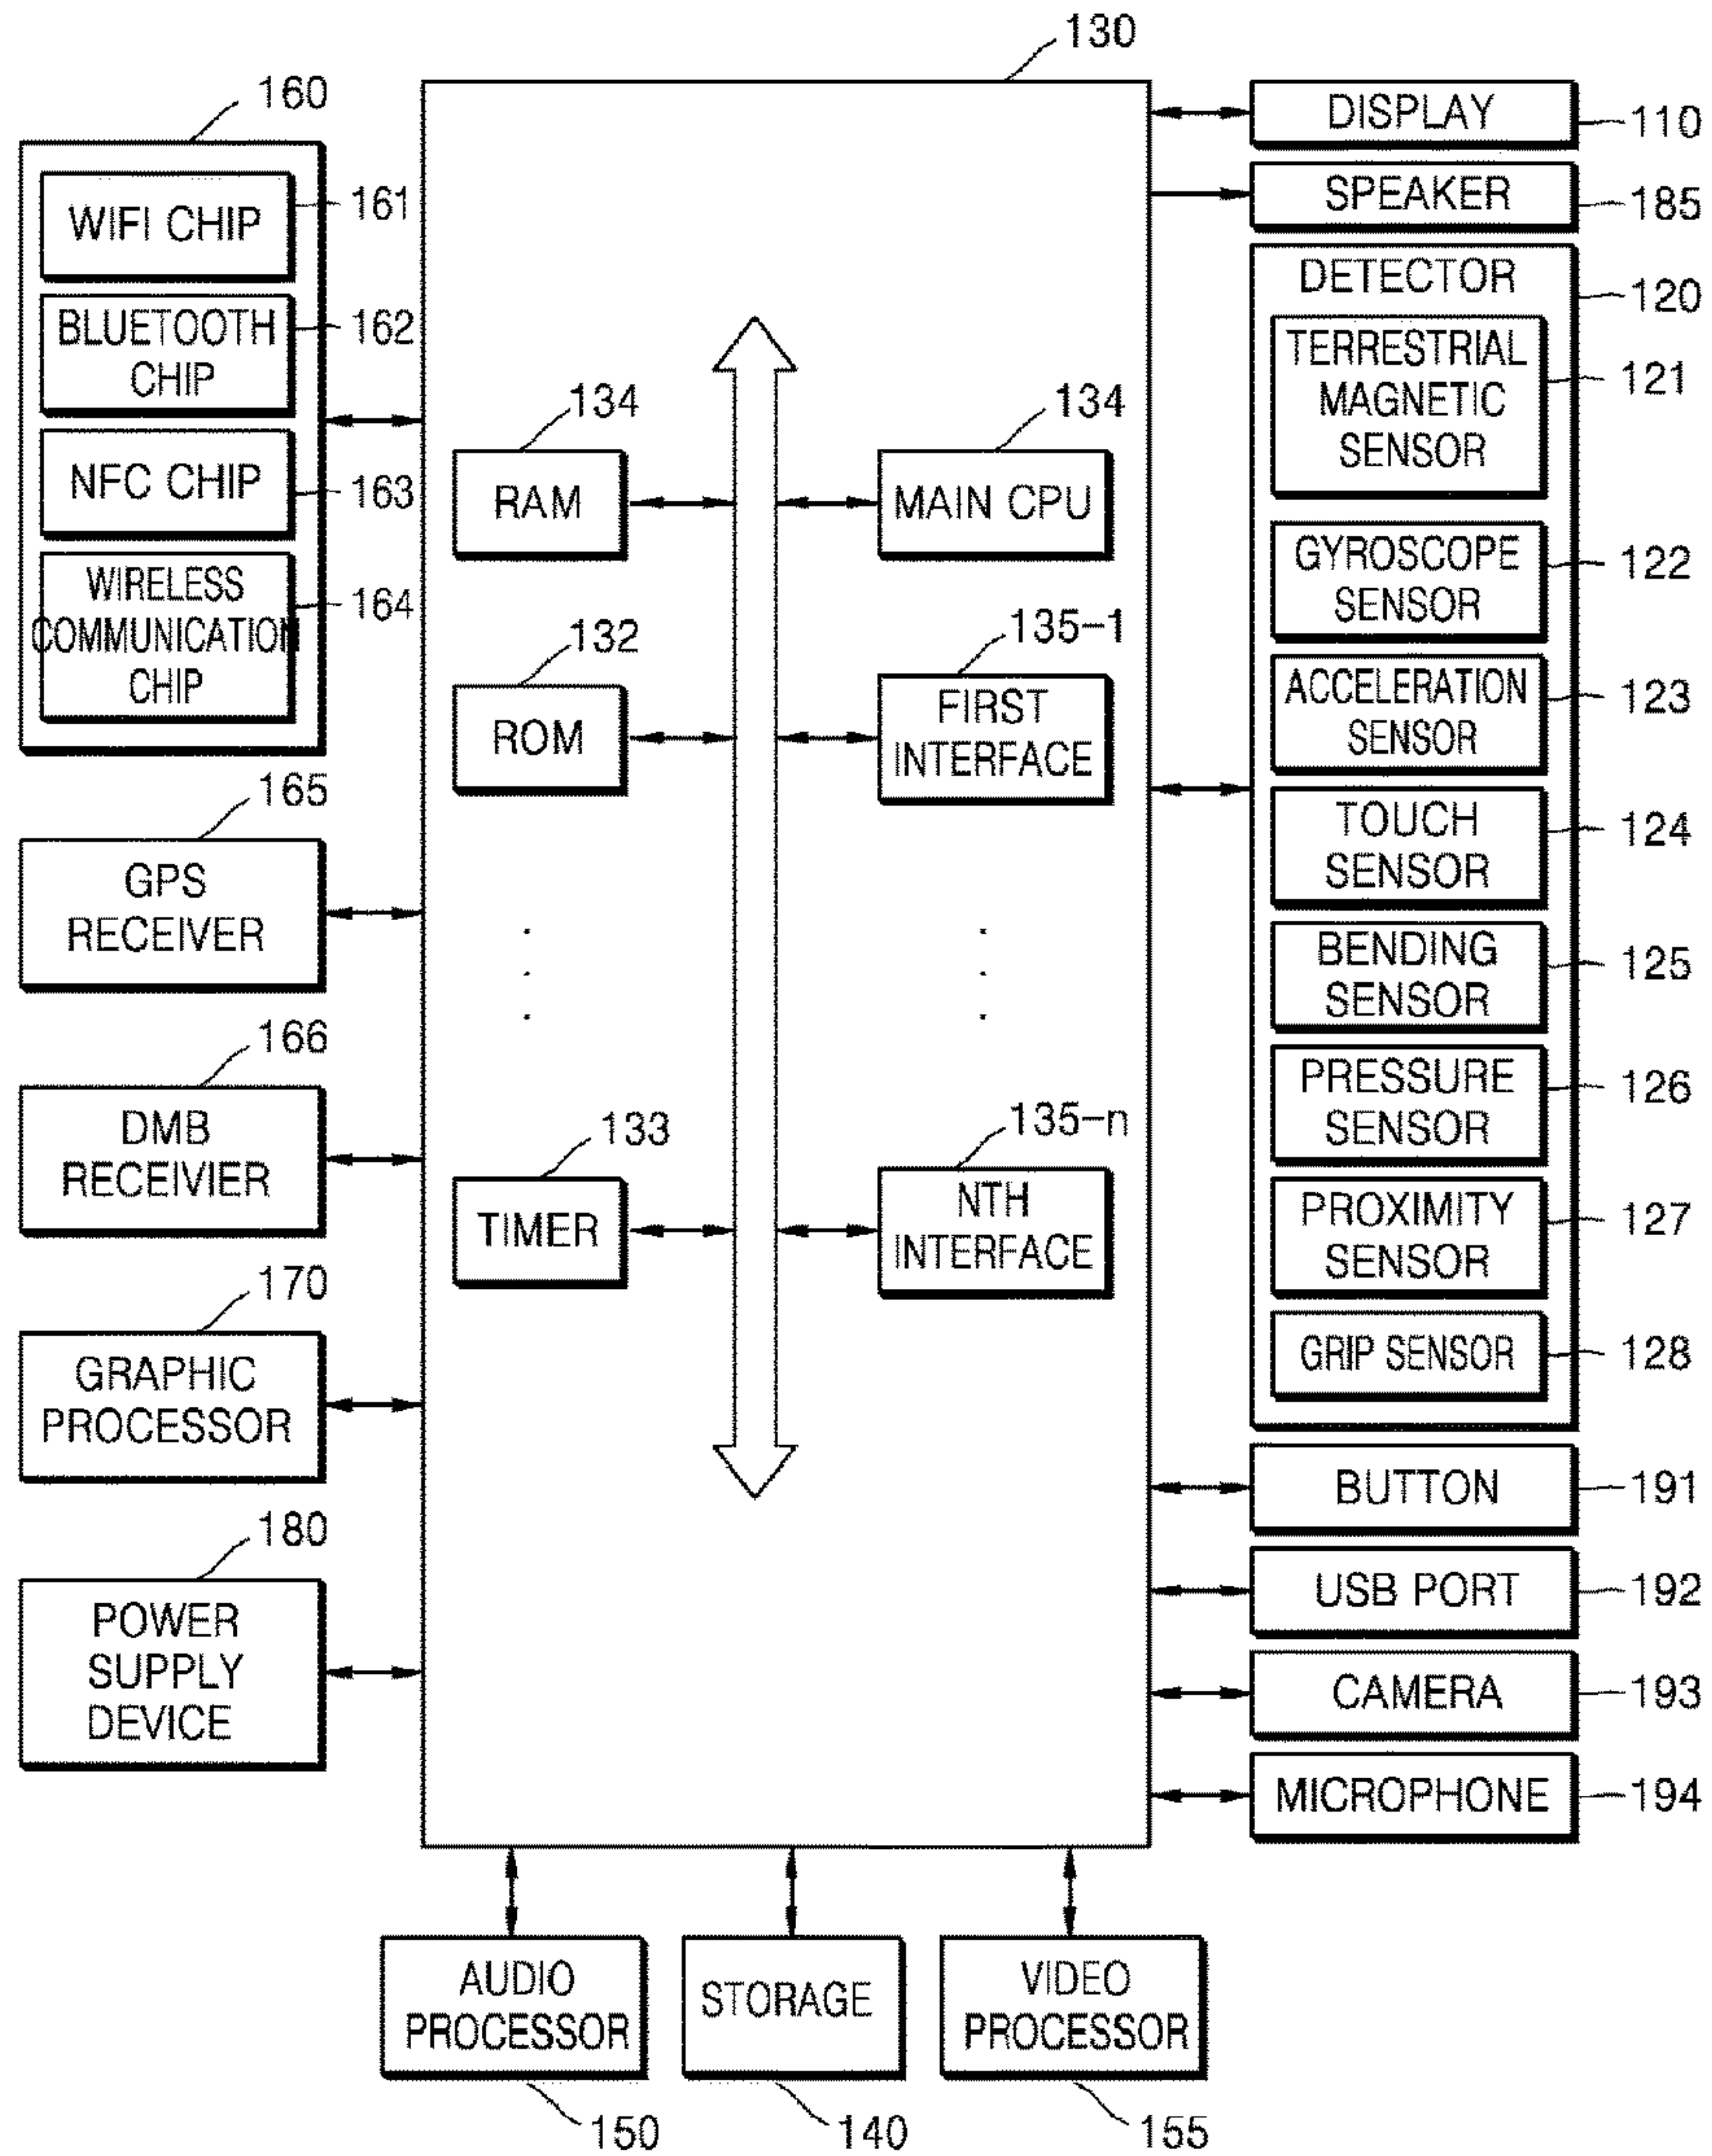 130
160
WIFI CHIP
161
BLUETOOTH
CHIP
162
NFC CHIP
163
WIRELESS
COMMUNICATION
CHIP
164
165
GPS
RECEIVER
166
DMB
RECEIVIER
170
GRAPHIC
PROCESSOR
180
POWER
SUPPLY
DEVICE
134
RAM
132
ROM
133
TIMER
134
MAIN CPU
135-1
FIRST
INTERFACE
135-n
NTH
INTERFACE
DISPLAY
110
SPEAKER
185
DETECTOR
120
TERRESTRIAL
MAGNETIC
SENSOR
121
GYROSCOPE
SENSOR
122
ACCELERATION
SENSOR
123
TOUCH
SENSOR
124
BENDING
SENSOR
125
PRESSURE
SENSOR
126
PROXIMITY
SENSOR
127
GRIP SENSOR
128
BUTTON
191
USB PORT
192
CAMERA
193
MICROPHONE
194
AUDIO
PROCESSOR
150
STORAGE
140
VIDEO
PROCESSOR
155